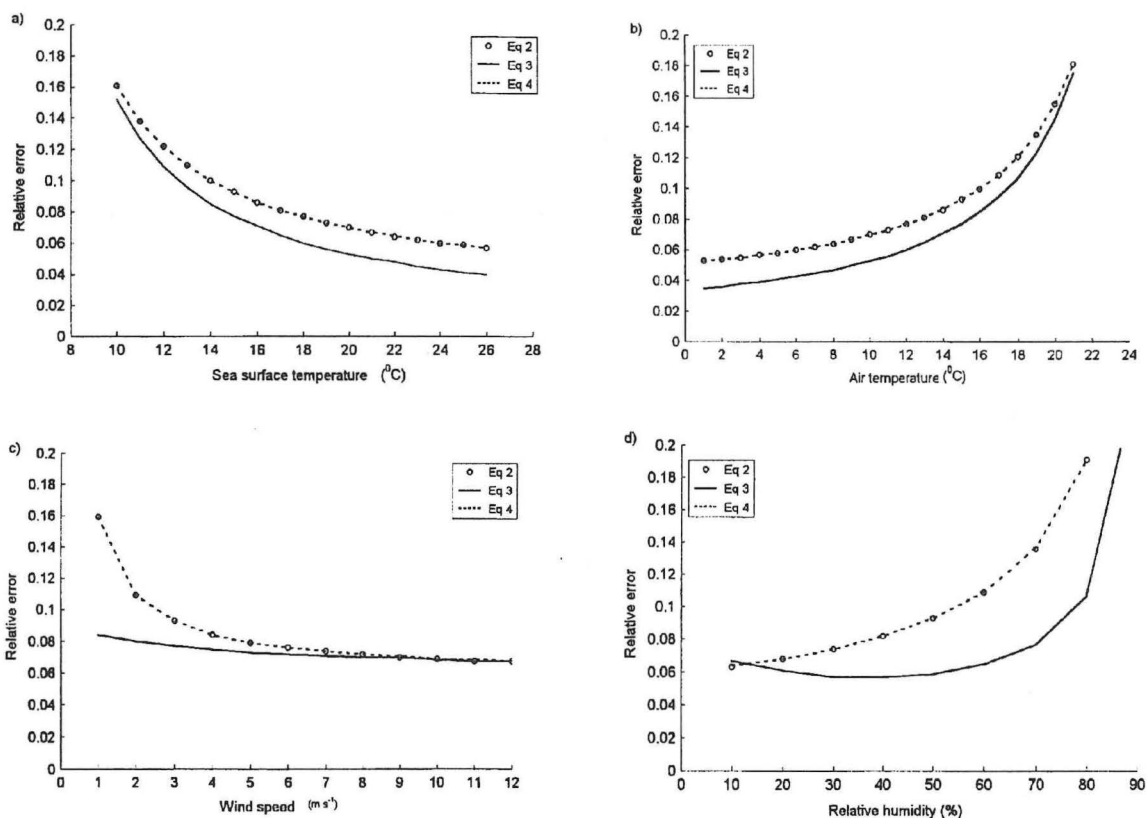 a)
0.2
0.18
0.16
0.14
0.12
0.1
0.08
0.06
0.04
0.02
0
Relative error
Eq 2
Eq 3
Eq 4
8 10 12 14 16 18 20 22 24 26 28
Sea surface temperature (⁰C)
b)
0.2
0.18
0.16
0.14
0.12
0.1
0.08
0.06
0.04
0.02
0
Relative error
Eq 2
Eq 3
Eq 4
0 2 4 6 8 10 12 14 16 18 20 22 24
Air temperature (⁰C)
c)
0.2
0.18
0.16
0.14
0.12
0.1
0.08
0.06
0.04
0.02
0
Relative error
Eq 2
Eq 3
Eq 4
0 1 2 3 4 5 6 7 8 9 10 11 12
Wind speed (m s⁻¹)
d)
0.2
0.18
0.16
0.14
0.12
0.1
0.08
0.06
0.04
0.02
0
Relative error
Eq 2
Eq 3
Eq 4
0 10 20 30 40 50 60 70 80 90
Relative humidity (%)